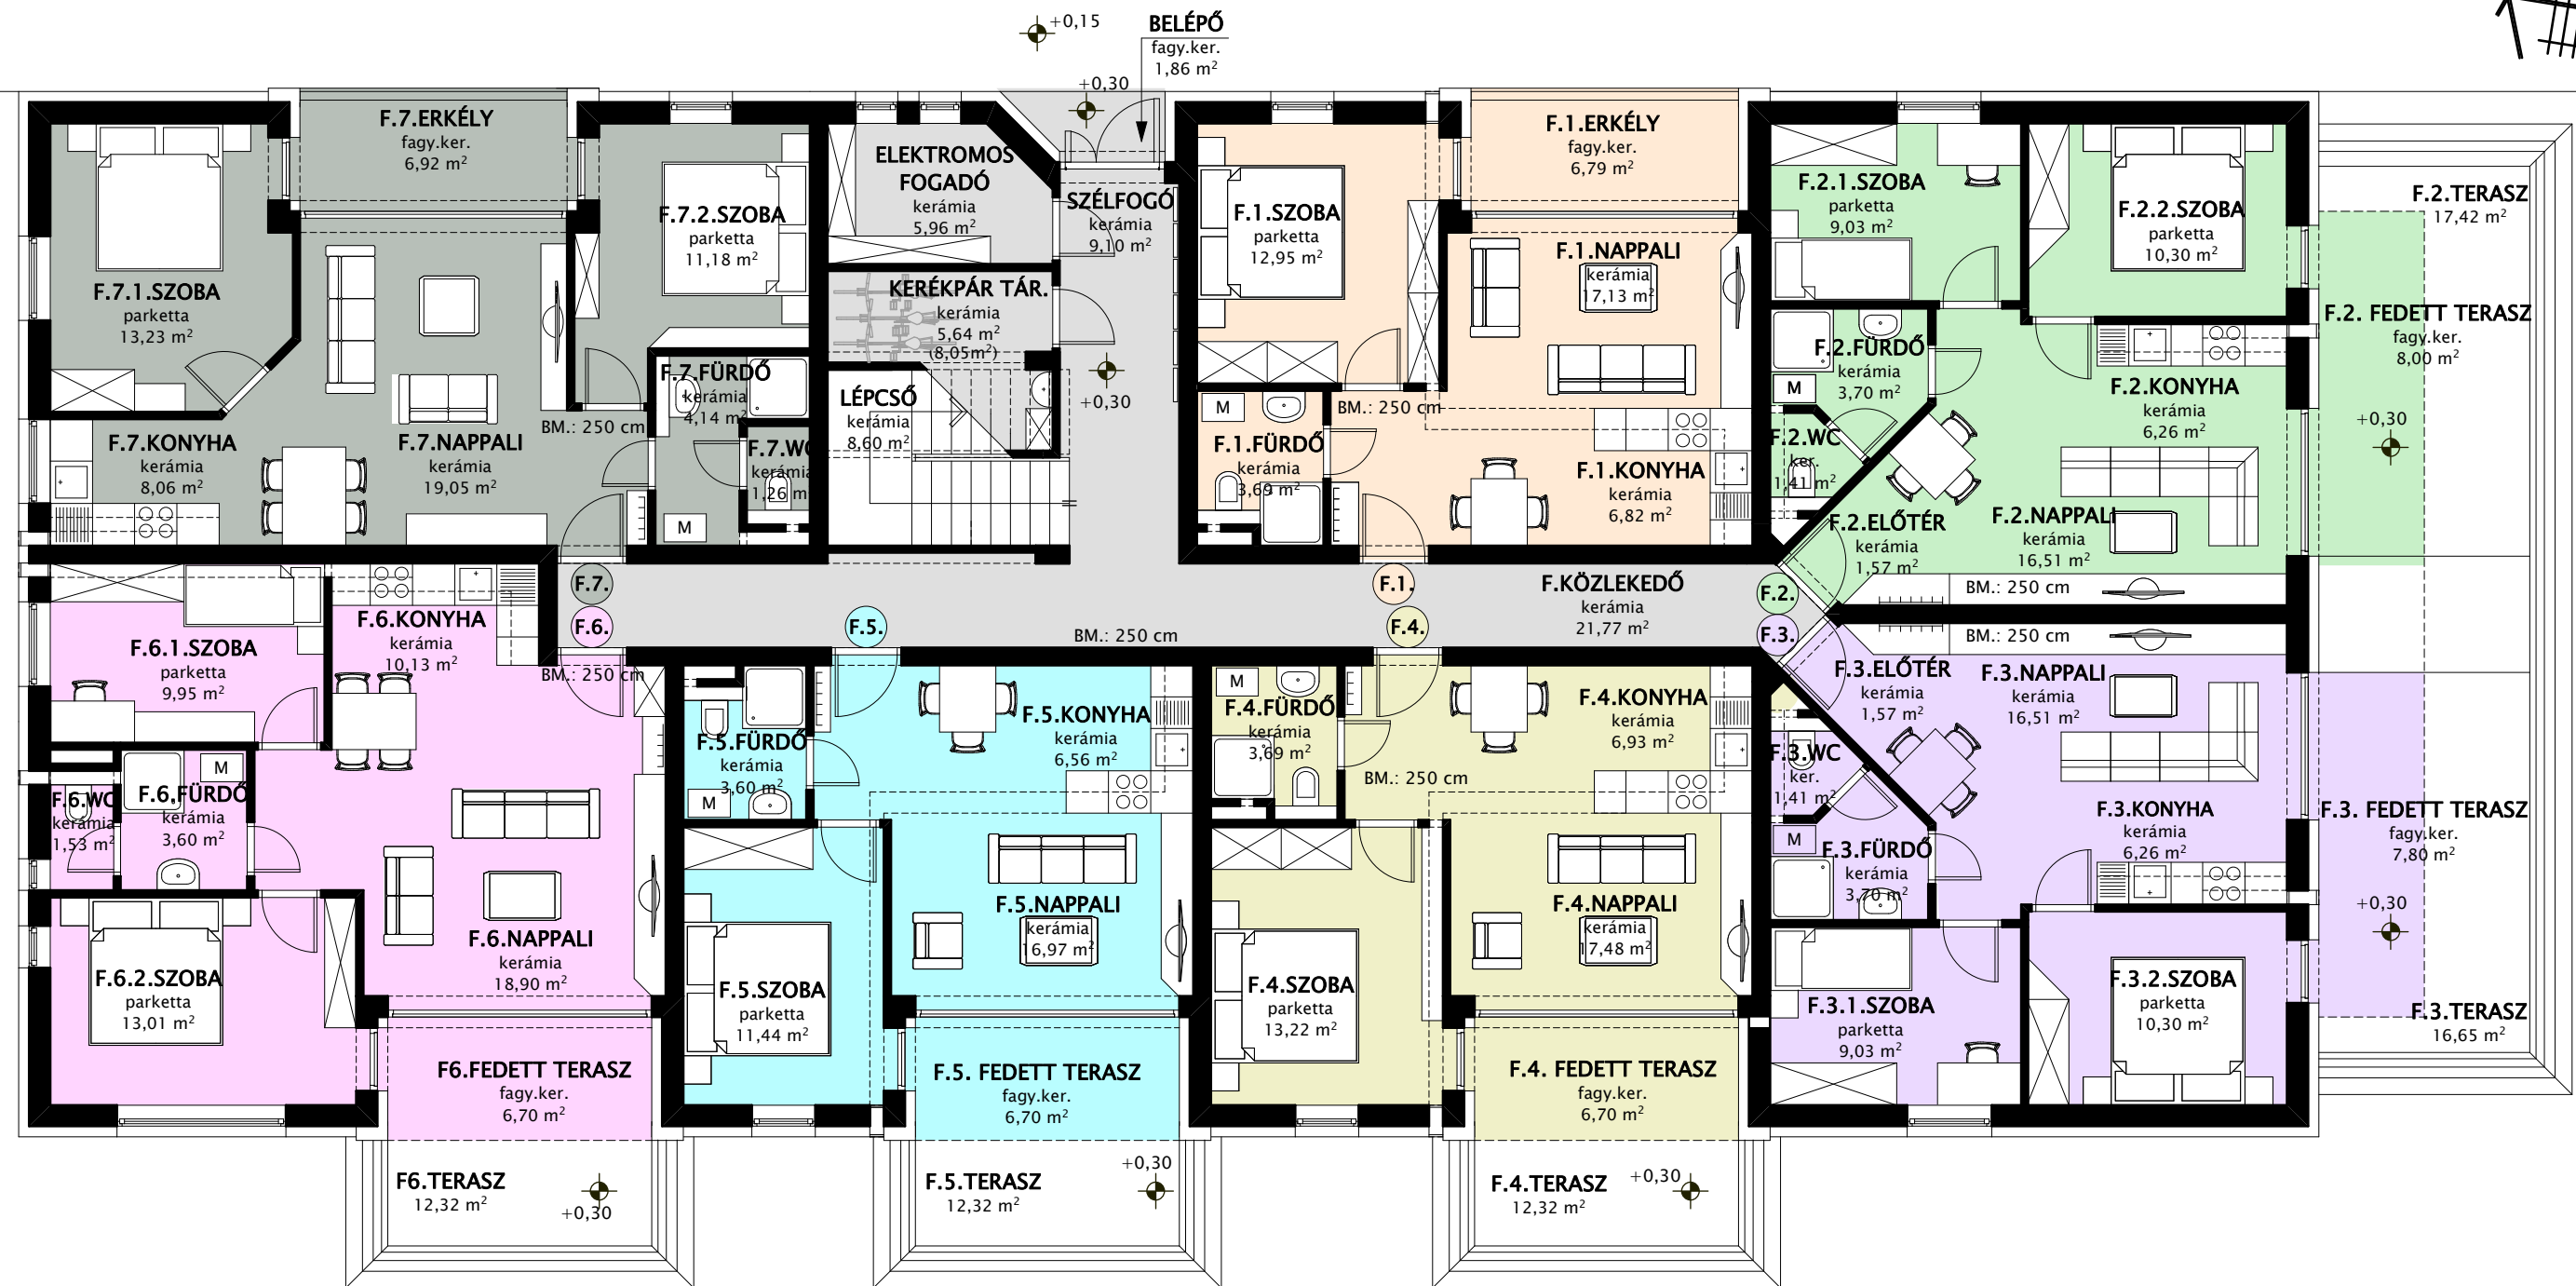 +0,15
BELÉPŐ
fagy.ker.
1,86 m²
+0,30
F.7.ERKÉLY
fagy.ker.
6,92 m²
F.7.1.SZOBA
parketta
13,23 m²
F.7.2.SZOBA
parketta
11,18 m²
F.7.KONYHA
kerámia
8,06 m²
F.7.NAPPALI
kerámia
19,05 m²
BM.: 250 cm
F.7.FÜRDŐ
kerámia
4,14 m²
M
F.7.WC
kerámia
1,26 m
ELEKTROMOS
FOGADÓ
kerámia
5,96 m²
SZÉLFOGÓ
kerámia
9,10 m²
KERÉKPÁR TÁR.
kerámia
5,64 m²
(8,05m²)
LÉPCSŐ
kerámia
8,60 m²
+0,30
F.1.ERKÉLY
fagy.ker.
6,79 m²
F.1.SZOBA
parketta
12,95 m²
F.1.NAPPALI
kerámia
17,13 m²
BM.: 250 cm
M
F.1.FÜRDŐ
kerámia
3,69 m²
F.1.KONYHA
kerámia
6,82 m²
F.2.1.SZOBA
parketta
9,03 m²
F.2.2.SZOBA
parketta
10,30 m²
F.2.FÜRDŐ
kerámia
3,70 m²
M
F.2.WC
ker.
1,41 m²
F.2.KONYHA
kerámia
6,26 m²
F.2.ELŐTÉR
kerámia
1,57 m²
F.2.NAPPALI
kerámia
16,51 m²
BM.: 250 cm
F.2.TERASZ
17,42 m²
F.2. FEDETT TERASZ
fagy.ker.
8,00 m²
+0,30
F.7.
F.6.
F.5.
BM.: 250 cm
F.1.
F.4.
F.KÖZLEKEDŐ
kerámia
21,77 m²
F.2.
F.3.
F.6.1.SZOBA
parketta
9,95 m²
F.6.KONYHA
kerámia
10,13 m²
BM.: 250 cm
M
F.6.WC
kerámia
1,53 m²
F.6.FÜRDŐ
kerámia
3,60 m²
F.6.2.SZOBA
parketta
13,01 m²
F.6.NAPPALI
kerámia
18,90 m²
F6.FEDETT TERASZ
fagy.ker.
6,70 m²
F6.TERASZ
12,32 m²
+0,30
F.5.FÜRDŐ
kerámia
3,60 m²
M
F.5.KONYHA
kerámia
6,56 m²
F.5.SZOBA
parketta
11,44 m²
F.5.NAPPALI
kerámia
16,97 m²
F.5. FEDETT TERASZ
fagy.ker.
6,70 m²
F.5.TERASZ
12,32 m²
+0,30
M
F.4.FÜRDŐ
kerámia
3,69 m²
F.4.KONYHA
kerámia
6,93 m²
BM.: 250 cm
F.4.SZOBA
parketta
13,22 m²
F.4.NAPPALI
kerámia
17,48 m²
F.4. FEDETT TERASZ
fagy.ker.
6,70 m²
F.4.TERASZ
12,32 m²
+0,30
BM.: 250 cm
F.3.ELŐTÉR
kerámia
1,57 m²
F.3.NAPPALI
kerámia
16,51 m²
F.3.WC
ker.
1,41 m²
M
F.3.FÜRDŐ
kerámia
3,70 m²
F.3.KONYHA
kerámia
6,26 m²
F.3.1.SZOBA
parketta
9,03 m²
F.3.2.SZOBA
parketta
10,30 m²
F.3. FEDETT TERASZ
fagy.ker.
7,80 m²
+0,30
F.3.TERASZ
16,65 m²